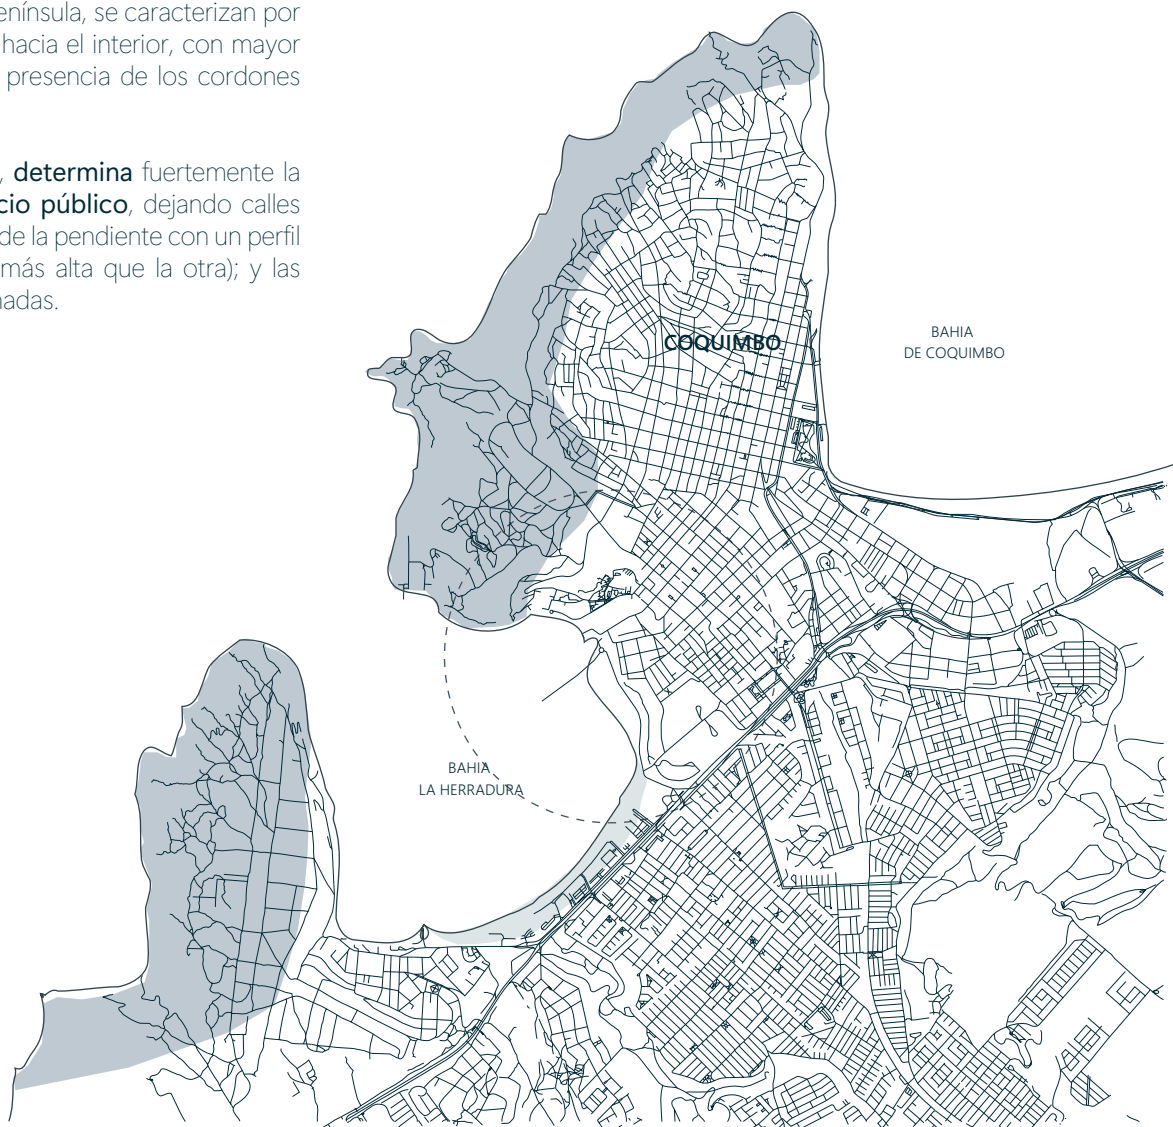 enínsula, se caracterizan por
hacia el interior, con mayor
presencia de los cordones
, determina fuertemente la
cio público, dejando calles
de la pendiente con un perfil
más alta que la otra); y las
nadas.
COQUIMBO
BAHIA
DE COQUIMBO
BAHIA
LA HERRADURA